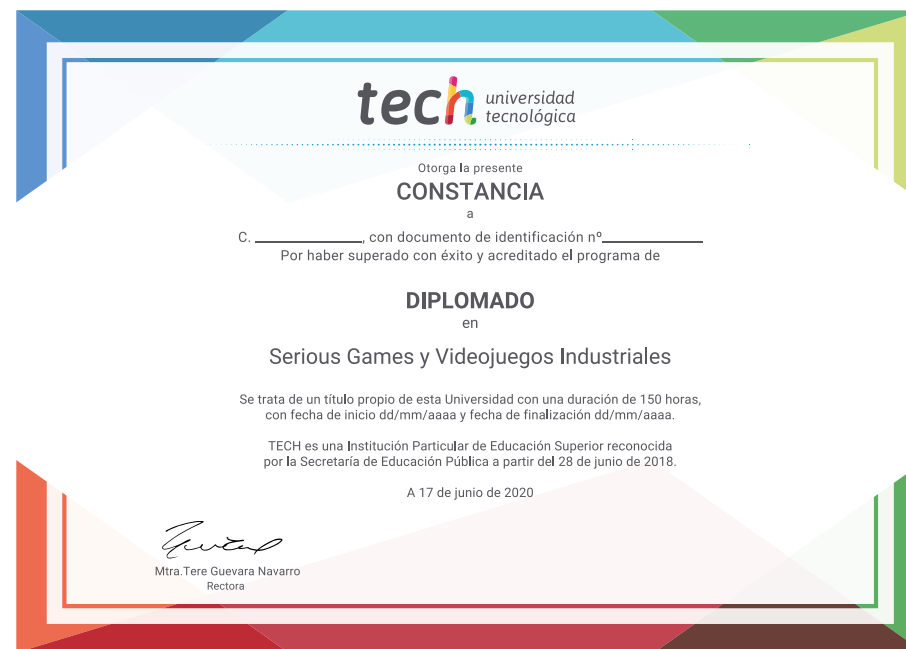 tech universidad
tecnológica
Otorga la presente
CONSTANCIA
a
C. ____________, con documento de identificación nº____________
Por haber superado con éxito y acreditado el programa de
DIPLOMADO
en
Serious Games y Videojuegos Industriales
Se trata de un título propio de esta Universidad con una duración de 150 horas,
con fecha de inicio dd/mm/aaaa y fecha de finalización dd/mm/aaaa.
TECH es una Institución Particular de Educación Superior reconocida
por la Secretaría de Educación Pública a partir del 28 de junio de 2018.
A 17 de junio de 2020
Mtra.Tere Guevara Navarro
Rectora